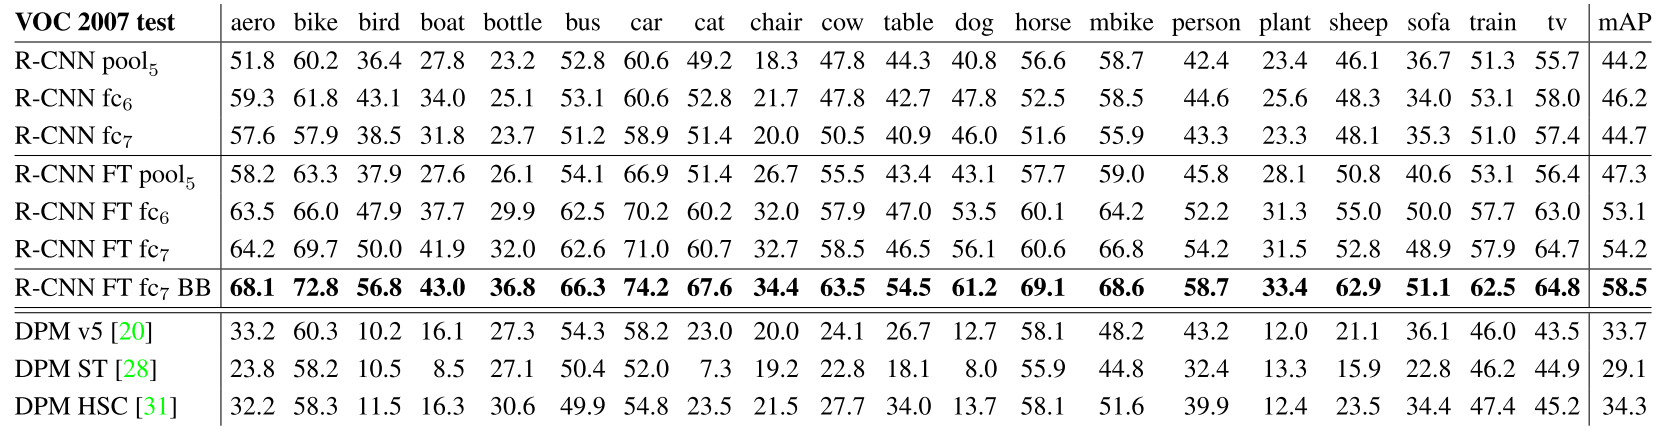 VOC 2007 test aero bike bird boat bottle bus car cat chair cow table dog horse mbike person plant sheep sofa train tv mAP
R-CNN pool₅ 51.8 60.2 36.4 27.8 23.2 52.8 60.6 49.2 18.3 47.8 44.3 40.8 56.6 58.7 42.4 23.4 46.1 36.7 51.3 55.7 44.2
R-CNN fc₆ 59.3 61.8 43.1 34.0 25.1 53.1 60.6 52.8 21.7 47.8 42.7 47.8 52.5 58.5 44.6 25.6 48.3 34.0 53.1 58.0 46.2
R-CNN fc₇ 57.6 57.9 38.5 31.8 23.7 51.2 58.9 51.4 20.0 50.5 40.9 46.0 51.6 55.9 43.3 23.3 48.1 35.3 51.0 57.4 44.7
R-CNN FT pool₅ 58.2 63.3 37.9 27.6 26.1 54.1 66.9 51.4 26.7 55.5 43.4 43.1 57.7 59.0 45.8 28.1 50.8 40.6 53.1 56.4 47.3
R-CNN FT fc₆ 63.5 66.0 47.9 37.7 29.9 62.5 70.2 60.2 32.0 57.9 47.0 53.5 60.1 64.2 52.2 31.3 55.0 50.0 57.7 63.0 53.1
R-CNN FT fc₇ 64.2 69.7 50.0 41.9 32.0 62.6 71.0 60.7 32.7 58.5 46.5 56.1 60.6 66.8 54.2 31.5 52.8 48.9 57.9 64.7 54.2
R-CNN FT fc₇ BB 68.1 72.8 56.8 43.0 36.8 66.3 74.2 67.6 34.4 63.5 54.5 61.2 69.1 68.6 58.7 33.4 62.9 51.1 62.5 64.8 58.5
DPM v5 [20] 33.2 60.3 10.2 16.1 27.3 54.3 58.2 23.0 20.0 24.1 26.7 12.7 58.1 48.2 43.2 12.0 21.1 36.1 46.0 43.5 33.7
DPM ST [28] 23.8 58.2 10.5 8.5 27.1 50.4 52.0 7.3 19.2 22.8 18.1 8.0 55.9 44.8 32.4 13.3 15.9 22.8 46.2 44.9 29.1
DPM HSC [31] 32.2 58.3 11.5 16.3 30.6 49.9 54.8 23.5 21.5 27.7 34.0 13.7 58.1 51.6 39.9 12.4 23.5 34.4 47.4 45.2 34.3